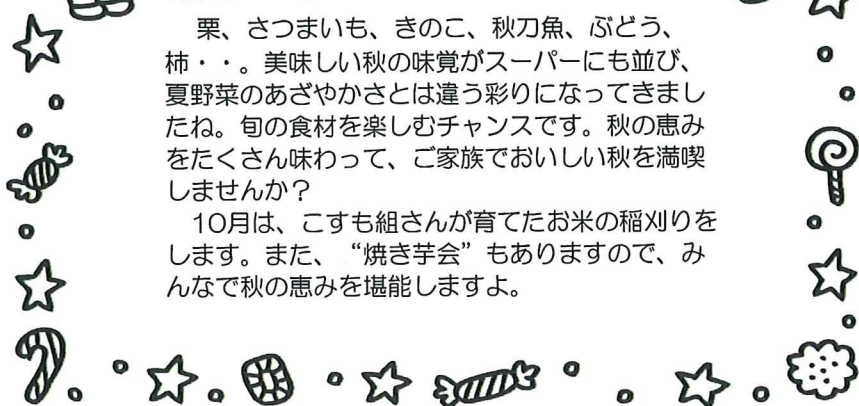 栗、さつまいも、きのこ、秋刀魚、ぶどう、
柿・・。美味しい秋の味覚がスーパーにも並び、
夏野菜のあざやかさとは違う彩りになってきまし
たね。旬の食材を楽しむチャンスです。秋の恵み
をたくさん味わって、ご家族でおいしい秋を満喫
しませんか？
10月は、こすも組さんが育てたお米の稲刈りを
します。また、“焼き芋会”もありますので、み
んなで秋の恵みを堪能しますよ。